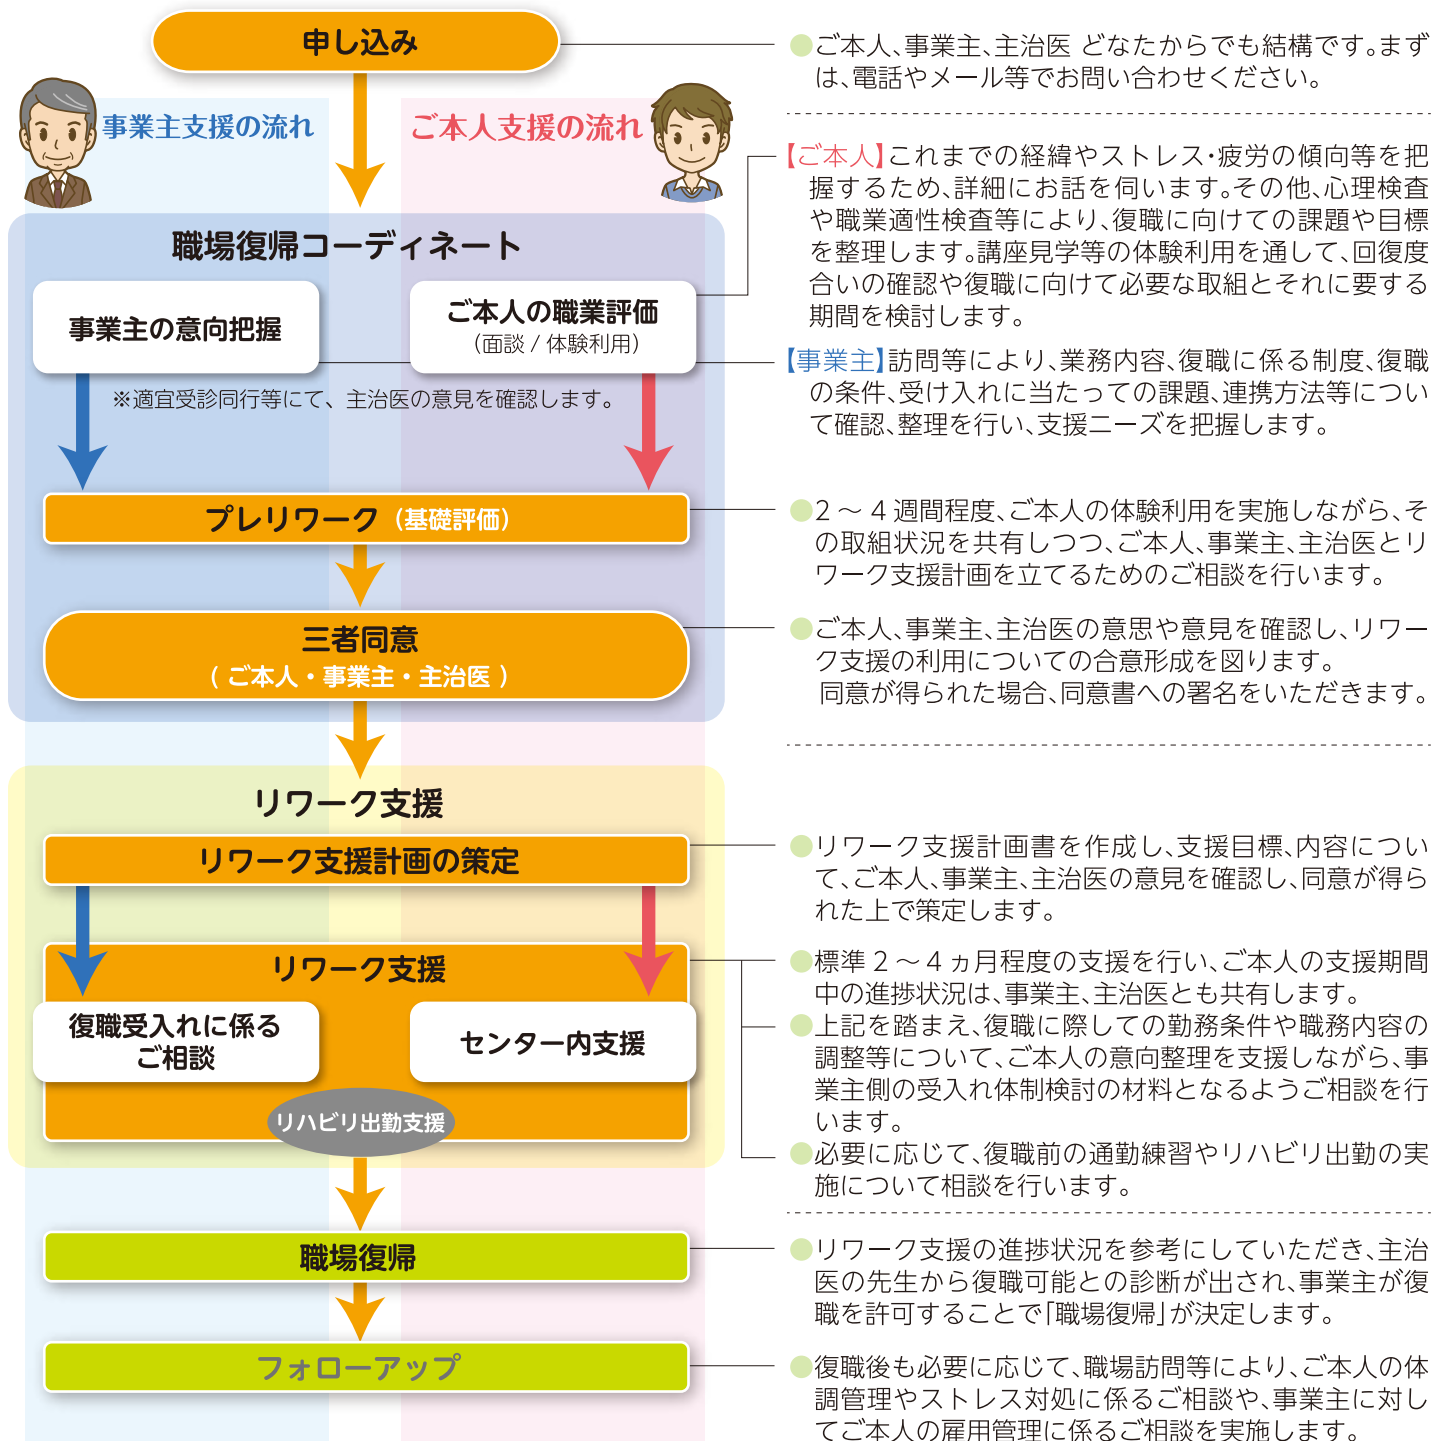 申し込み
●ご本人、事業主、主治医 どなたからでも結構です。まず
は、電話やメール等でお問い合わせください。
事業主支援の流れ
ご本人支援の流れ
【ご本人】これまでの経緯やストレス・疲労の傾向等を把
握するため、詳細にお話を伺います。その他、心理検査
や職業適性検査等により、復職に向けての課題や目標
を整理します。講座見学等の体験利用を通して、回復度
合いの確認や復職に向けて必要な取組とそれに要する
期間を検討します。
職場復帰コーディネート
事業主の意向把握
ご本人の職業評価
（面談 / 体験利用）
【事業主】訪問等により、業務内容、復職に係る制度、復職
の条件、受け入れに当たっての課題、連携方法等につい
て確認、整理を行い、支援ニーズを把握します。
※適宜受診同行等にて、主治医の意見を確認します。
プレリワーク（基礎評価）
●2 ～ 4 週間程度、ご本人の体験利用を実施しながら、そ
の取組状況を共有しつつ、ご本人、事業主、主治医とリ
ワーク支援計画を立てるためのご相談を行います。
三者同意
（ ご本人・事業主・主治医 ）
●ご本人、事業主、主治医の意思や意見を確認し、リワー
ク支援の利用についての合意形成を図ります。
同意が得られた場合、同意書への署名をいただきます。
リワーク支援
リワーク支援計画の策定
●リワーク支援計画書を作成し、支援目標、内容につい
て、ご本人、事業主、主治医の意見を確認し、同意が得ら
れた上で策定します。
リワーク支援
復職受入れに係る
ご相談
センター内支援
リハビリ出勤支援
●標準 2 ～ 4 ヵ月程度の支援を行い、ご本人の支援期間
中の進捗状況は、事業主、主治医とも共有します。
●上記を踏まえ、復職に際しての勤務条件や職務内容の
調整等について、ご本人の意向整理を支援しながら、事
業主側の受入れ体制検討の材料となるようご相談を行
います。
●必要に応じて、復職前の通勤練習やリハビリ出勤の実
施について相談を行います。
職場復帰
●リワーク支援の進捗状況を参考にしていただき、主治
医の先生から復職可能との診断が出され、事業主が復
職を許可することで「職場復帰」が決定します。
フォローアップ
●復職後も必要に応じて、職場訪問等により、ご本人の体
調管理やストレス対処に係るご相談や、事業主に対し
てご本人の雇用管理に係るご相談を実施します。